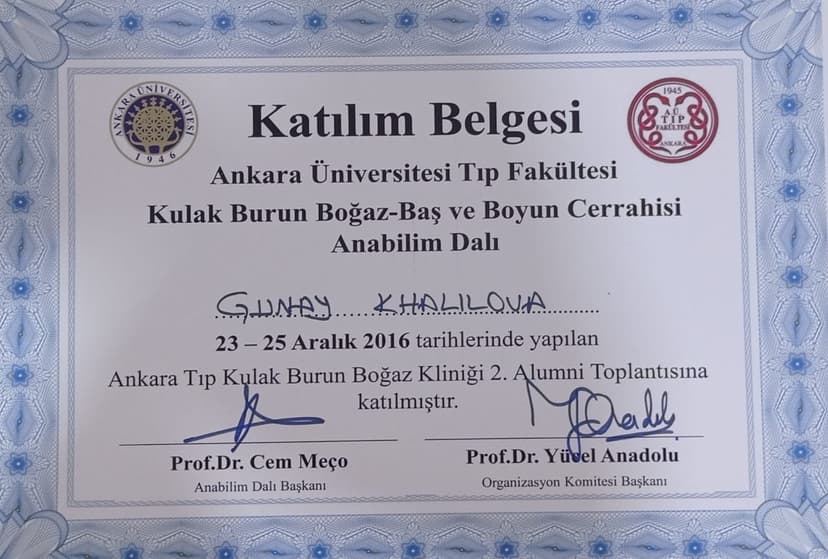 ANKARA ÜNİVERSİTESİ
1946
1945
A.Ü.
TIP
FAKÜLTESİ
ANKARA
Katılım Belgesi
Ankara Üniversitesi Tıp Fakültesi
Kulak Burun Boğaz-Baş ve Boyun Cerrahisi
Anabilim Dalı
GUNAY KHALILOVA
23 – 25 Aralık 2016 tarihlerinde yapılan
Ankara Tıp Kulak Burun Boğaz Kliniği 2. Alumni Toplantısına
katılmıştır.
Prof.Dr. Cem Meço
Anabilim Dalı Başkanı
Prof.Dr. Yücel Anadolu
Organizasyon Komitesi Başkanı